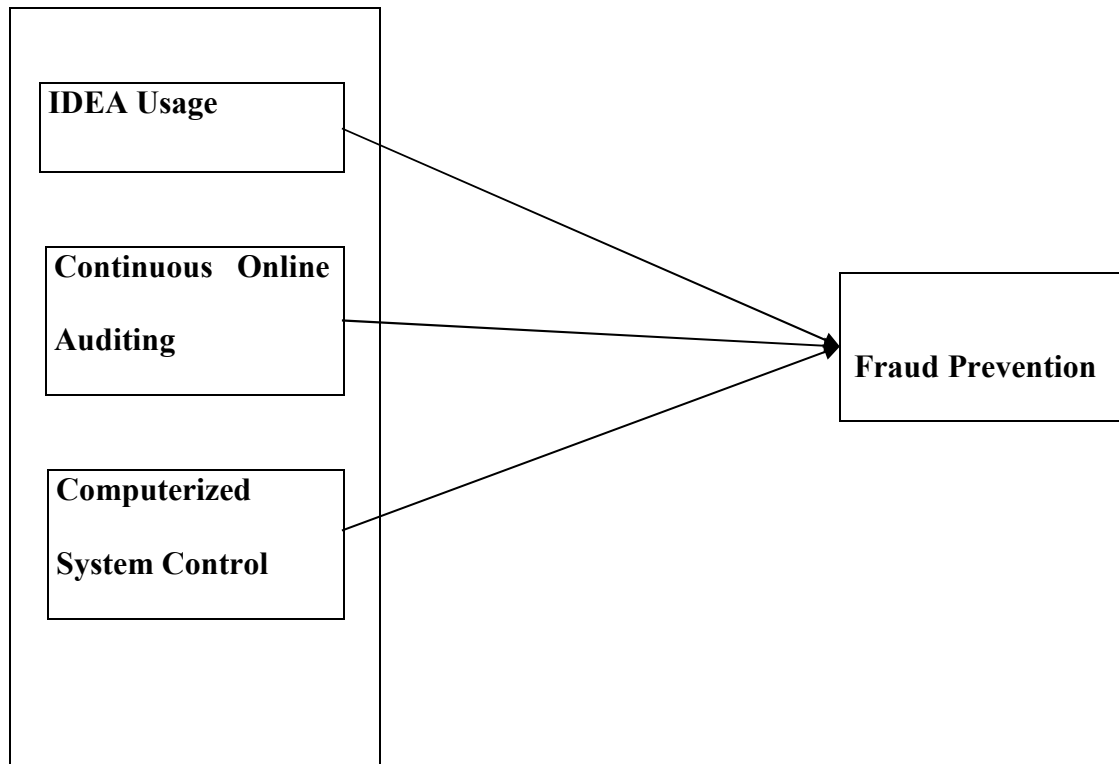 IDEA Usage
Continuous Online
Auditing
Computerized
System Control
Fraud Prevention